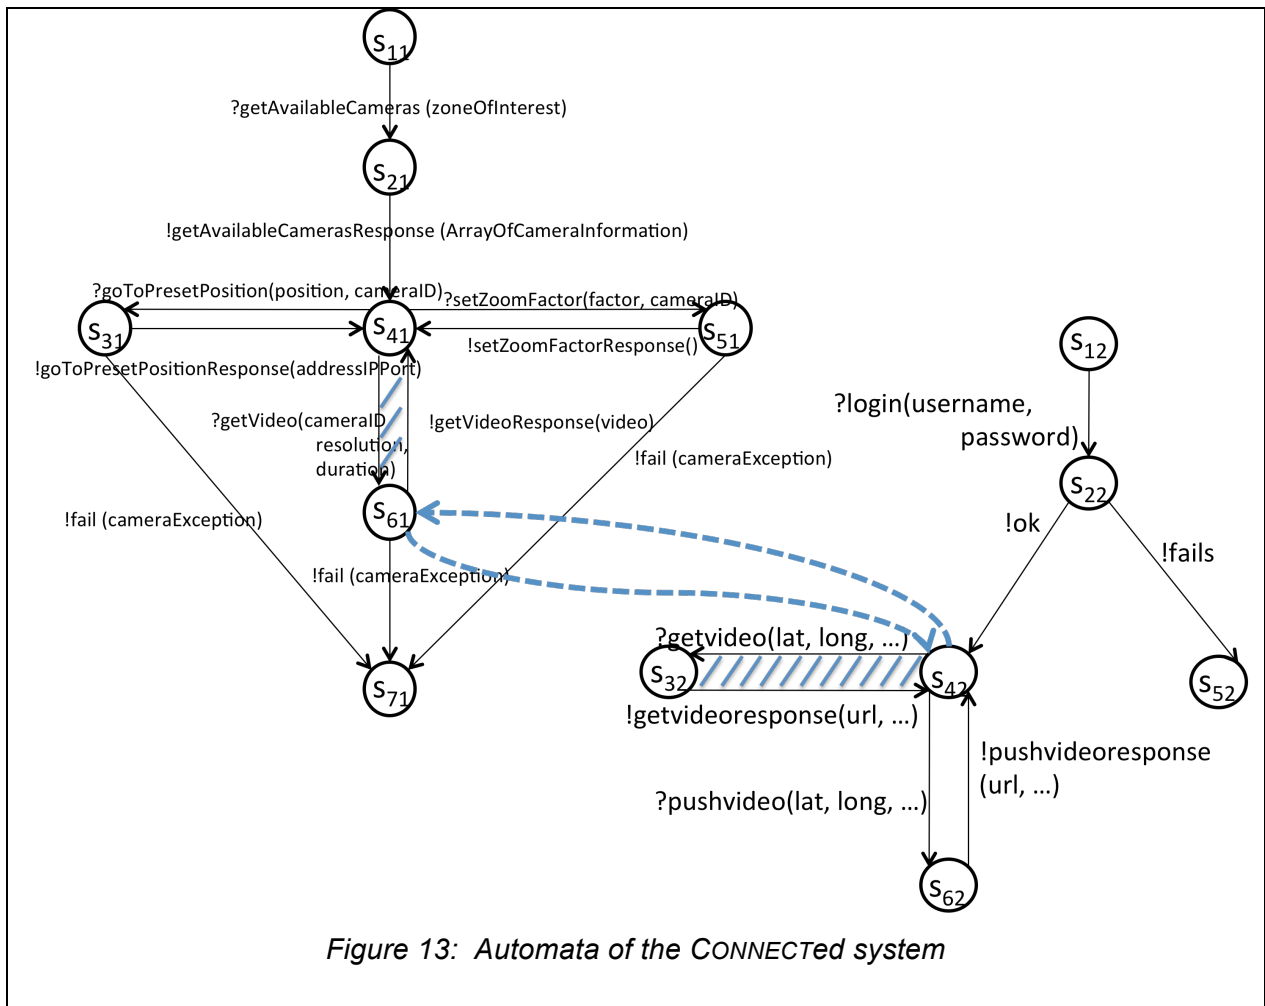 s11
?getAvailableCameras (zoneOfInterest)
s21
!getAvailableCamerasResponse (ArrayOfCameraInformation)
?goToPresetPosition(position, cameraID)
?setZoomFactor(factor, cameraID)
s31
s41
s51
!setZoomFactorResponse()
s12
!goToPresetPositionResponse(addressIPPort)
?getVideo(cameraID
resolution,
duration)
!getVideoResponse(video)
?login(username,
password)
!fail (cameraException)
s22
s61
!fail (cameraException)
!ok
!fails
!fail (cameraException)
?getvideo(lat, long, ...)
s32
s42
s52
s71
!getvideoresponse(url, ...)
!pushvideoresponse
(url, ...)
?pushvideo(lat, long, ...)
s62
Figure 13: Automata of the CONNECTed system